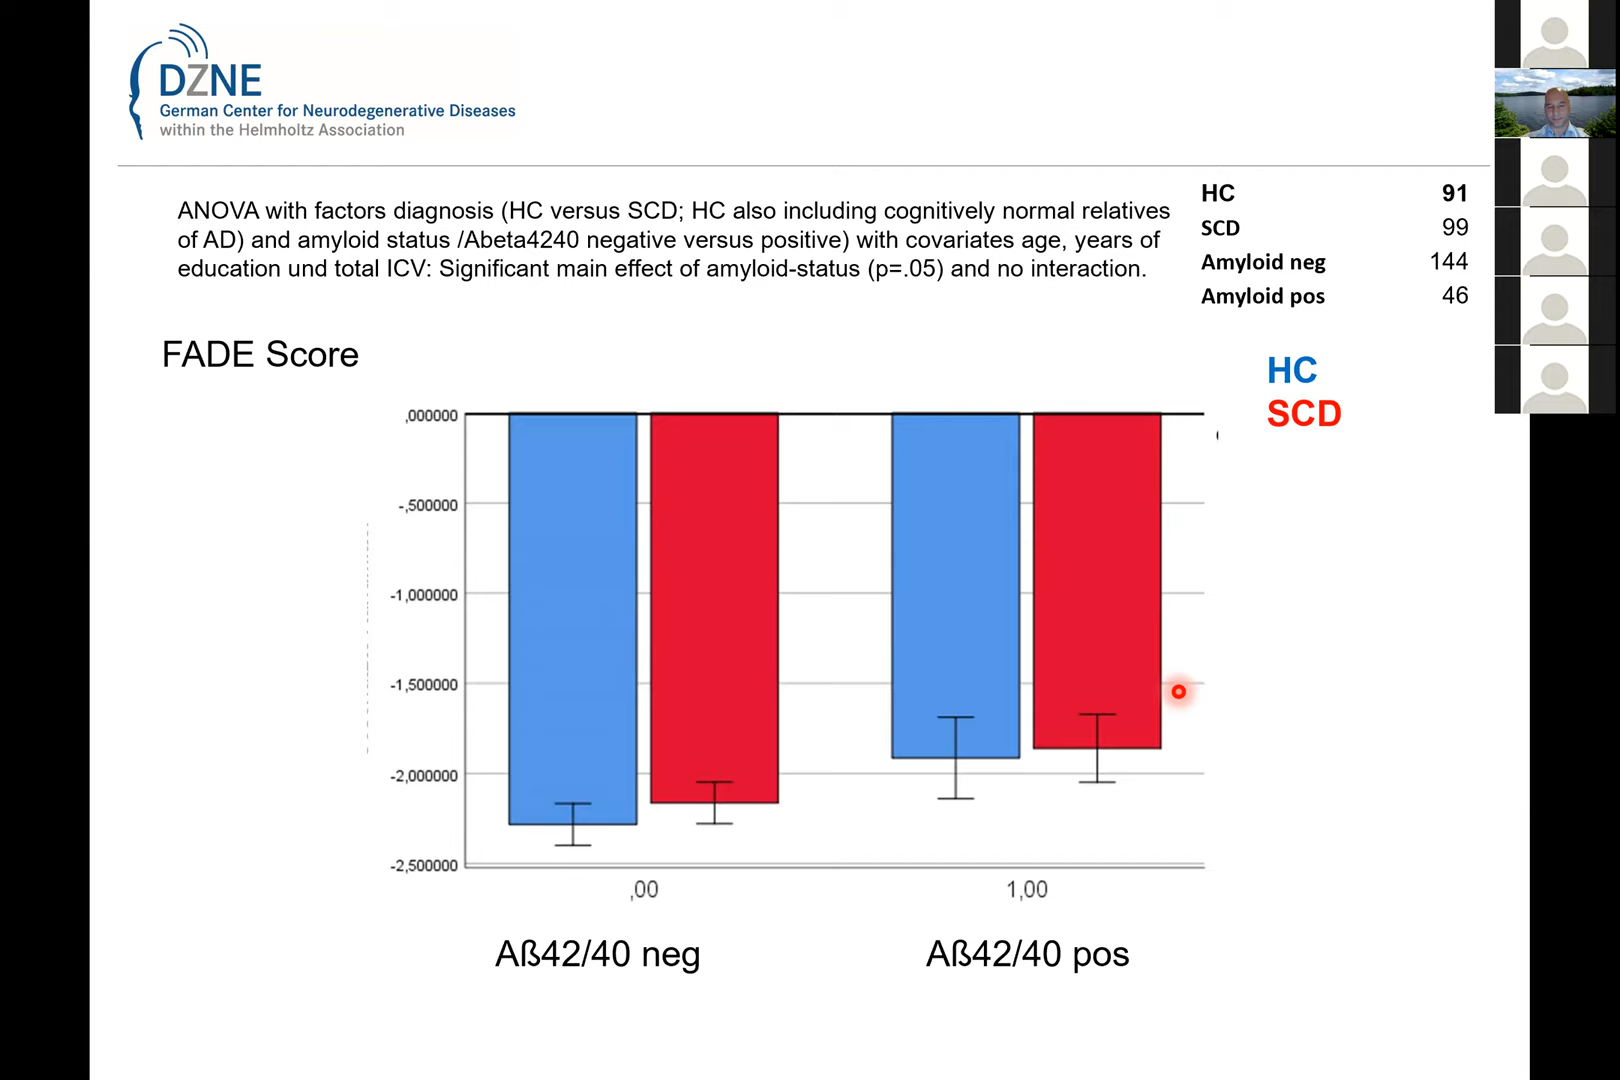 DZNE
German Center for Neurodegenerative Diseases
within the Helmholtz Association
ANOVA with factors diagnosis (HC versus SCD; HC also including cognitively normal relatives
of AD) and amyloid status /Abeta4240 negative versus positive) with covariates age, years of
education und total ICV: Significant main effect of amyloid-status (p=.05) and no interaction.
HC 91
SCD 99
Amyloid neg 144
Amyloid pos 46
FADE Score
HC
SCD
,000000
-,500000
-1,000000
-1,500000
-2,000000
-2,500000
,00 1,00
Aß42/40 neg Aß42/40 pos